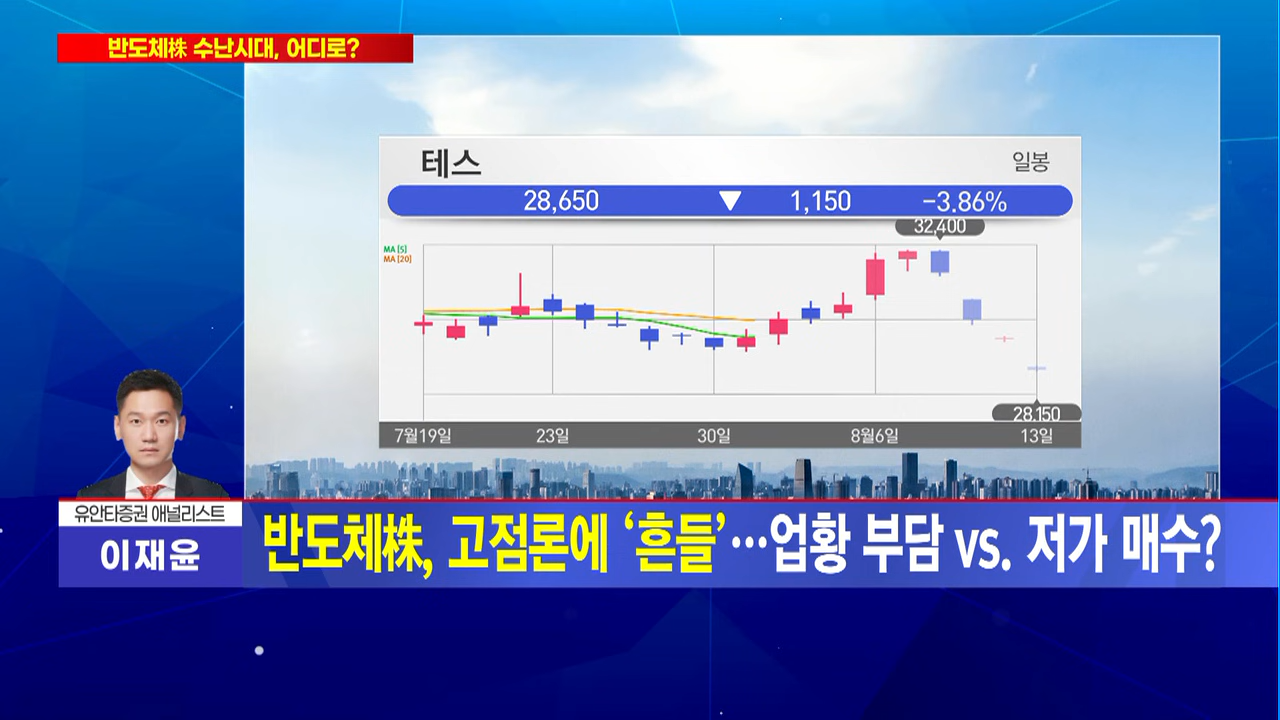 반도체株 수난시대, 어디로?
테스
일봉
28,650 ▼ 1,150 -3.86%
32,400
MA [5]
MA [20]
28,150
7월19일 23일 30일 8월6일 13일
유안타증권 애널리스트
이재윤
반도체株, 고점론에 ‘흔들’…업황 부담 vs. 저가 매수?